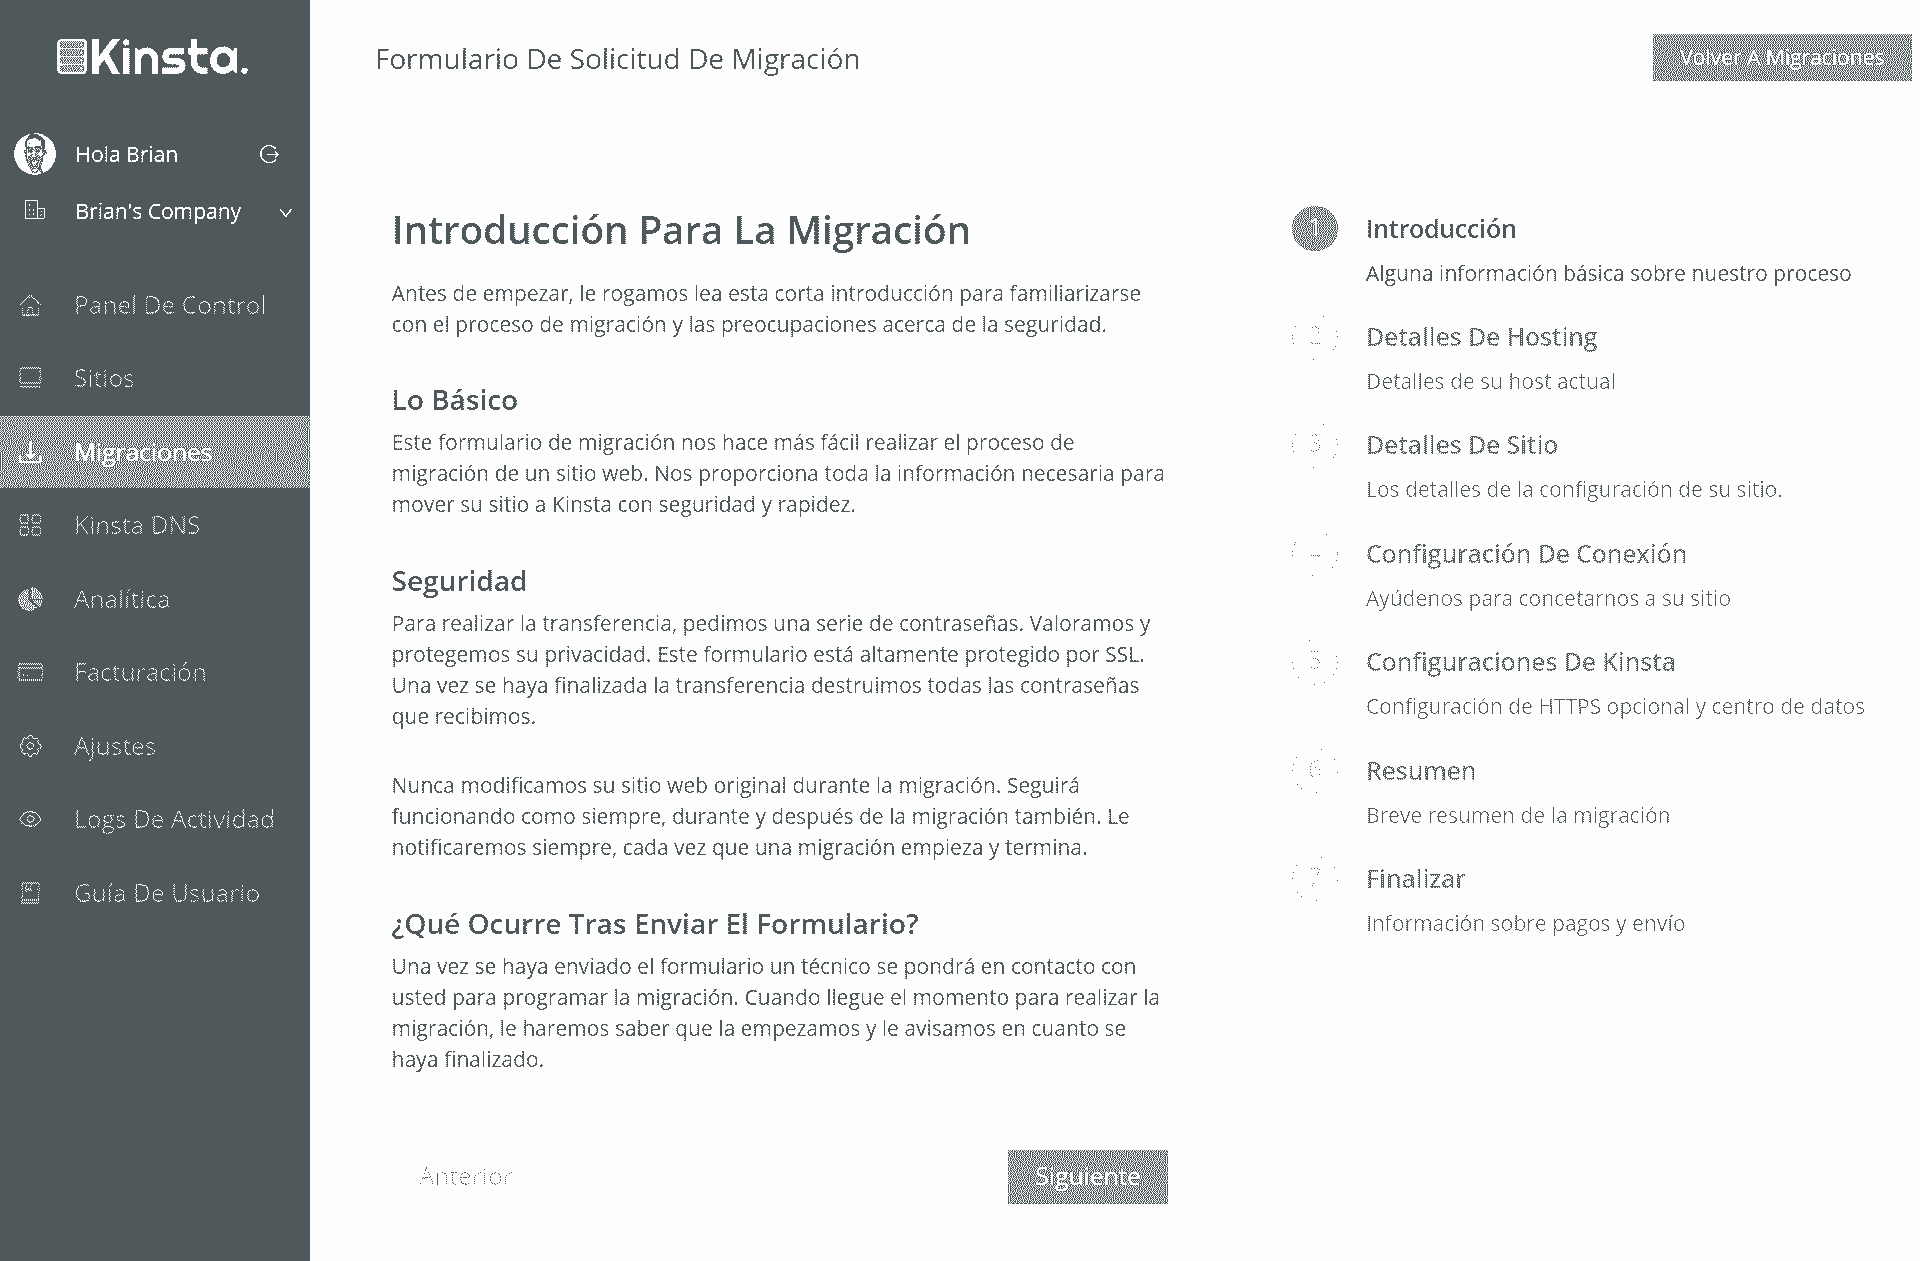 Kinsta.
Hola Brian
Brian's Company
Panel De Control
Sitios
Migraciones
Kinsta DNS
Analítica
Facturación
Ajustes
Logs De Actividad
Guía De Usuario
Formulario De Solicitud De Migración
Volver A Migraciones
Introducción Para La Migración
Antes de empezar, le rogamos lea esta corta introducción para familiarizarse
con el proceso de migración y las preocupaciones acerca de la seguridad.
Lo Básico
Este formulario de migración nos hace más fácil realizar el proceso de
migración de un sitio web. Nos proporciona toda la información necesaria para
mover su sitio a Kinsta con seguridad y rapidez.
Seguridad
Para realizar la transferencia, pedimos una serie de contraseñas. Valoramos y
protegemos su privacidad. Este formulario está altamente protegido por SSL.
Una vez se haya finalizada la transferencia destruimos todas las contraseñas
que recibimos.
Nunca modificamos su sitio web original durante la migración. Seguirá
funcionando como siempre, durante y después de la migración también. Le
notificaremos siempre, cada vez que una migración empieza y termina.
¿Qué Ocurre Tras Enviar El Formulario?
Una vez se haya enviado el formulario un técnico se pondrá en contacto con
usted para programar la migración. Cuando llegue el momento para realizar la
migración, le haremos saber que la empezamos y le avisamos en cuanto se
haya finalizado.
Anterior
Siguiente
1 Introducción
Alguna información básica sobre nuestro proceso
2 Detalles De Hosting
Detalles de su host actual
3 Detalles De Sitio
Los detalles de la configuración de su sitio.
Configuración De Conexión
Ayúdenos para concetarnos a su sitio
5 Configuraciones De Kinsta
Configuración de HTTPS opcional y centro de datos
6 Resumen
Breve resumen de la migración
7 Finalizar
Información sobre pagos y envío